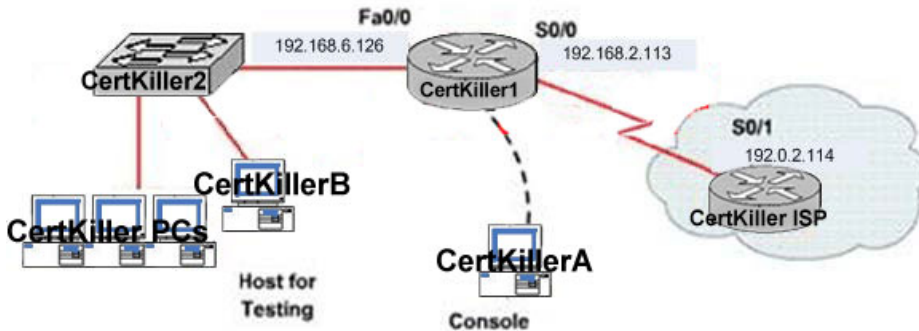 Fa0/0
192.168.6.126
S0/0
192.168.2.113
CertKiller2
CertKiller1
S0/1
192.0.2.114
CertKillerB
CertKiller PCs
CertKiller ISP
CertKillerA
Host for
Testing
Console